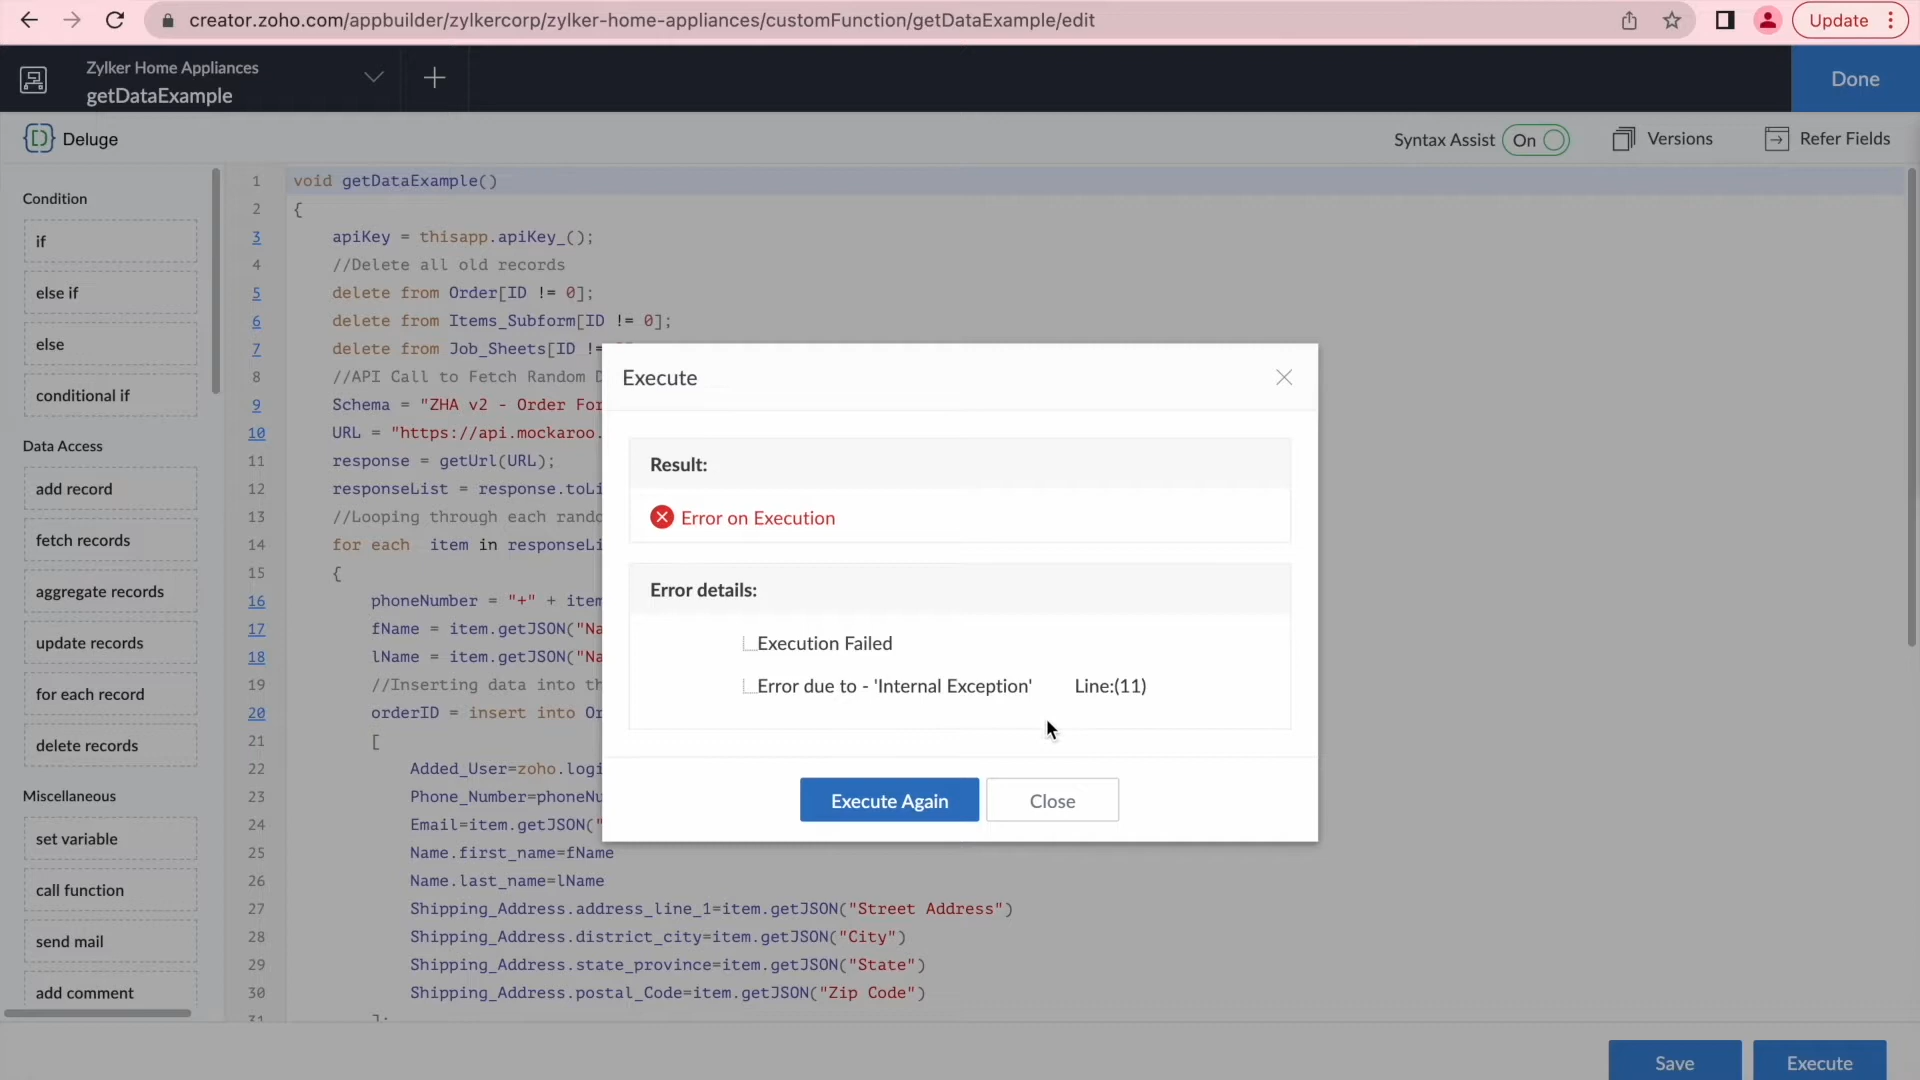 creator.zoho.com/appbuilder/zylkercorp/zylker-home-appliances/customFunction/getDataExample/edit
Update
Zylker Home Appliances
getDataExample
Done
Deluge
Syntax Assist
On
Versions
Refer Fields
Condition
if
else if
else
conditional if
Data Access
add record
fetch records
aggregate records
update records
for each record
delete records
Miscellaneous
set variable
call function
send mail
add comment
1 void getDataExample()
2 {
3 apiKey = thisapp.apiKey_();
4 //Delete all old records
5 delete from Order[ID != 0];
6 delete from Items_Subform[ID != 0];
7 delete from Job_Sheets[ID !=
8 //API Call to Fetch Random D
9 Schema = "ZHA v2 - Order For
10 URL = "https://api.mockaroo.
11 response = getUrl(URL);
12 responseList = response.toLi
13 //Looping through each rando
14 for each item in responseLi
15 {
16 phoneNumber = "+" + item
17 fName = item.getJSON("Na
18 lName = item.getJSON("Na
19 //Inserting data into th
20 orderID = insert into Or
21 [
22 Added_User=zoho.logi
23 Phone_Number=phoneNu
24 Email=item.getJSON("
25 Name.first_name=fName
26 Name.last_name=lName
27 Shipping_Address.address_line_1=item.getJSON("Street Address")
28 Shipping_Address.district_city=item.getJSON("City")
29 Shipping_Address.state_province=item.getJSON("State")
30 Shipping_Address.postal_Code=item.getJSON("Zip Code")
Execute
Result:
Error on Execution
Error details:
Execution Failed
Error due to - 'Internal Exception' Line:(11)
Execute Again
Close
Save
Execute